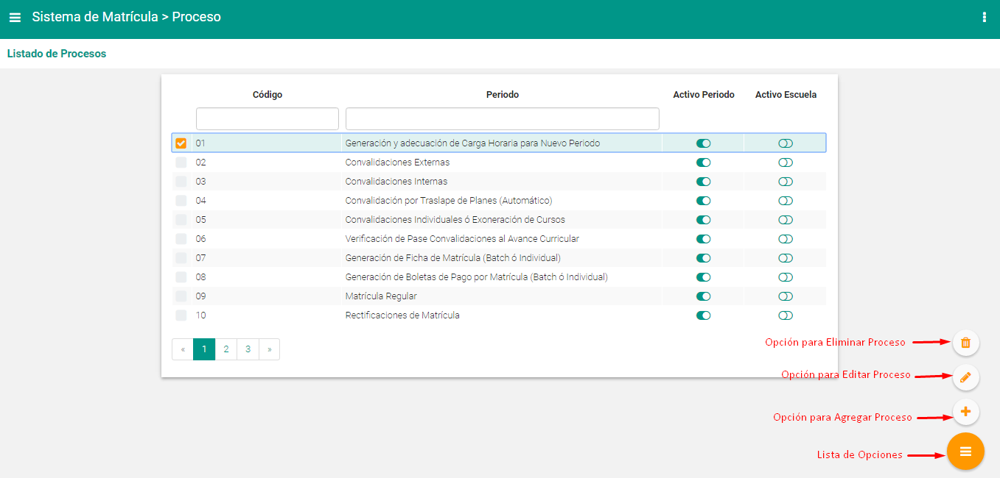 Sistema de Matrícula > Proceso
Listado de Procesos
Código Periodo Activo Periodo Activo Escuela
01 Generación y adecuación de Carga Horaria para Nuevo Periodo
02 Convalidaciones Externas
03 Convalidaciones Internas
04 Convalidación por Traslape de Planes (Automático)
05 Convalidaciones Individuales ó Exoneración de Cursos
06 Verificación de Pase Convalidaciones al Avance Curricular
07 Generación de Ficha de Matrícula (Batch ó Individual)
08 Generación de Boletas de Pago por Matrícula (Batch ó Individual)
09 Matrícula Regular
10 Rectificaciones de Matrícula
« 1 2 3 »
Opción para Eliminar Proceso
Opción para Editar Proceso
Opción para Agregar Proceso
Lista de Opciones